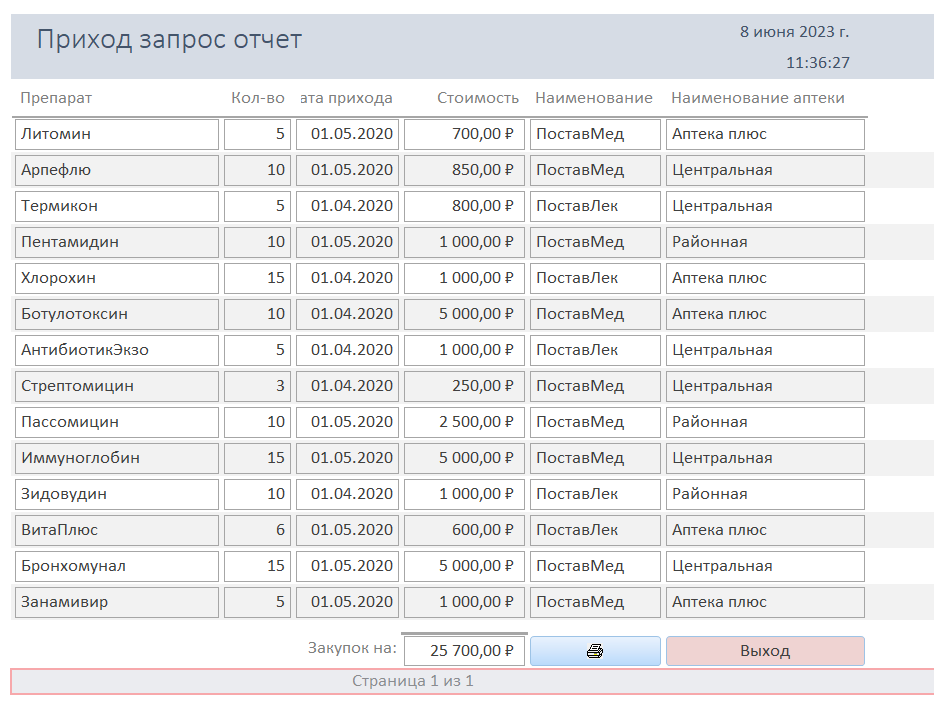 Приход запрос отчет
8 июня 2023 г.
11:36:27
Препарат Кол-во ата прихода Стоимость Наименование Наименование аптеки
Литомин 5 01.05.2020 700,00 ₽ ПоставМед Аптека плюс
Арпефлю 10 01.05.2020 850,00 ₽ ПоставМед Центральная
Термикон 5 01.04.2020 800,00 ₽ ПоставЛек Центральная
Пентамидин 10 01.05.2020 1 000,00 ₽ ПоставМед Районная
Хлорохин 15 01.04.2020 1 000,00 ₽ ПоставЛек Аптека плюс
Ботулотоксин 10 01.04.2020 5 000,00 ₽ ПоставМед Аптека плюс
АнтибиотикЭкзо 5 01.04.2020 1 000,00 ₽ ПоставЛек Центральная
Стрептомицин 3 01.04.2020 250,00 ₽ ПоставМед Центральная
Пассомицин 10 01.05.2020 2 500,00 ₽ ПоставМед Районная
Иммуноглобин 15 01.05.2020 5 000,00 ₽ ПоставМед Центральная
Зидовудин 10 01.04.2020 1 000,00 ₽ ПоставЛек Районная
ВитаПлюс 6 01.05.2020 600,00 ₽ ПоставЛек Аптека плюс
Бронхомунал 15 01.05.2020 5 000,00 ₽ ПоставМед Центральная
Занамивир 5 01.05.2020 1 000,00 ₽ ПоставМед Аптека плюс
Закупок на: 25 700,00 ₽ Выход
Страница 1 из 1